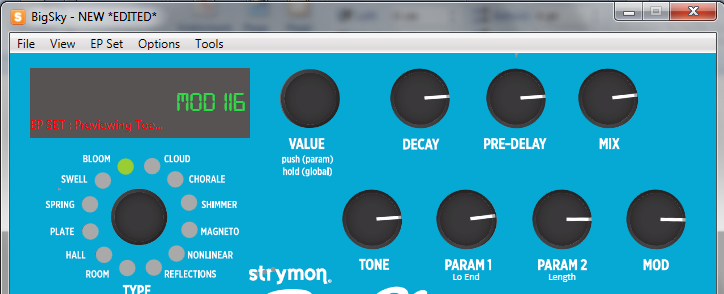 BigSky - NEW *EDITED*
File View EP Set Options Tools
MOD 116
EP SET : Previewing Toe...
VALUE
push (param)
hold (global)
DECAY
PRE-DELAY
MIX
BLOOM
CLOUD
SWELL
CHORALE
SPRING
SHIMMER
PLATE
MAGNETO
HALL
NONLINEAR
ROOM
REFLECTIONS
TYPE
TONE
PARAM 1
Lo End
PARAM 2
Length
MOD
strymon.